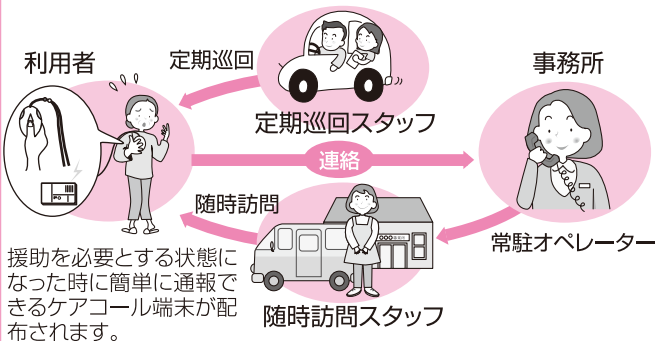 利用者
定期巡回
事務所
定期巡回スタッフ
連絡
随時訪問
常駐オペレーター
随時訪問スタッフ
援助を必要とする状態に
なった時に簡単に通報で
きるケアコール端末が配
布されます。